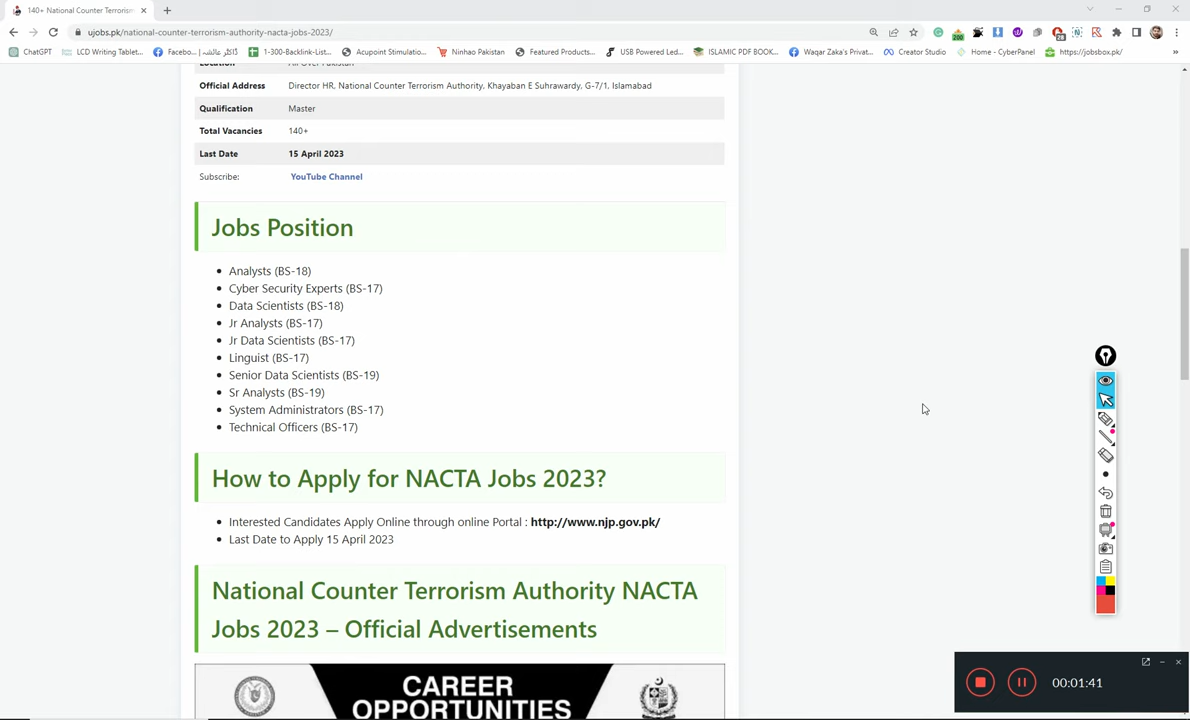 140+ National Counter Terrorism
ujobs.pk/national-counter-terrorism-authority-nacta-jobs-2023/
ChatGPT LCD Writing Tablet... Facebo... 1-300-Backlink-List... Acupoint Stimulatio... Ninhao Pakistan Featured Products... USB Powered Led... ISLAMIC PDF BOOK... Waqar Zaka's Privat... Creator Studio Home - CyberPanel https://jobsbox.pk/ »
Location All Over Pakistan
Official Address Director HR, National Counter Terrorism Authority, Khayaban E Suhrawardy, G-7/1, Islamabad
Qualification Master
Total Vacancies 140+
Last Date 15 April 2023
Subscribe: YouTube Channel
Jobs Position
Analysts (BS-18)
Cyber Security Experts (BS-17)
Data Scientists (BS-18)
Jr Analysts (BS-17)
Jr Data Scientists (BS-17)
Linguist (BS-17)
Senior Data Scientists (BS-19)
Sr Analysts (BS-19)
System Administrators (BS-17)
Technical Officers (BS-17)
How to Apply for NACTA Jobs 2023?
Interested Candidates Apply Online through online Portal : http://www.njp.gov.pk/
Last Date to Apply 15 April 2023
National Counter Terrorism Authority NACTA
Jobs 2023 – Official Advertisements
CAREER
OPPORTUNITIES
00:01:41